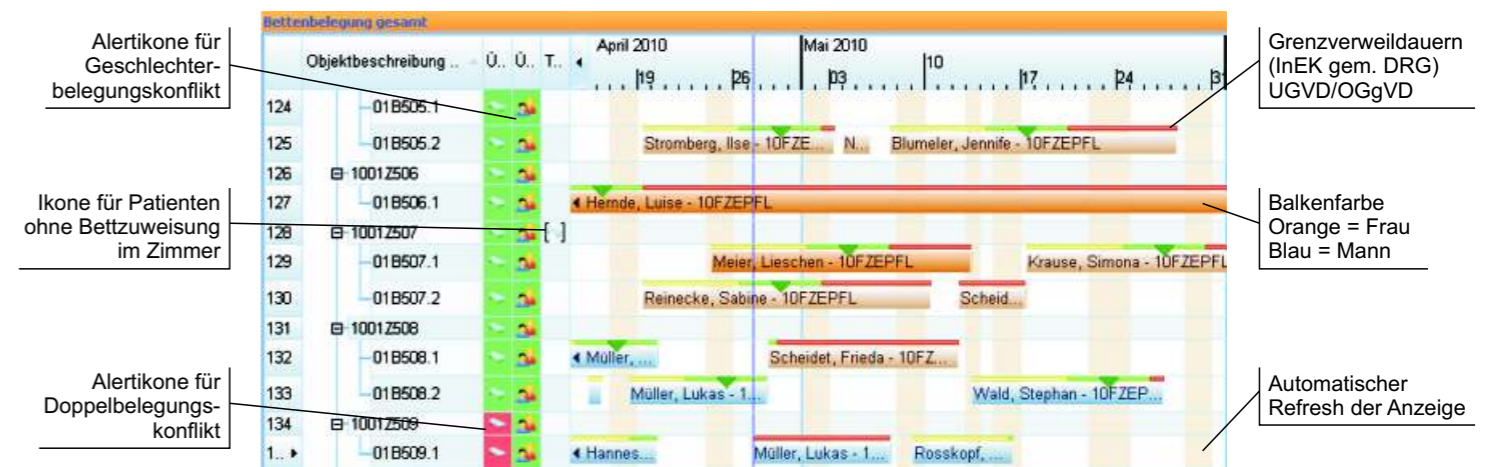 Bettenbelegung gesamt
Alertikone für
Geschlechter-
belegungskonflikt
Objektbeschreibung ..
Ü.. Ü.. T..
April 2010
Mai 2010
19 26 03 10 17 24 31
Grenzverweildauern
(InEK gem. DRG)
UGVD/OGgVD
124 01B505.1
125 01B505.2 Stromberg, Ilse - 10FZE... N... Blumeler, Jennife - 10FZEPFL
126 1001Z506
Ikone für Patienten
ohne Bettzuweisung
im Zimmer
127 01B506.1 Hernde, Luise - 10FZEPFL
Balkenfarbe
Orange = Frau
Blau = Mann
128 1001Z507 [ ]
129 01B507.1 Meier, Lieschen - 10FZEPFL Krause, Simona - 10FZEPFL
130 01B507.2 Reinecke, Sabine - 10FZEPFL Scheid...
131 1001Z508
132 01B508.1 Müller, ... Scheidet, Frieda - 10FZ...
Alertikone für
Doppelbelegungs-
konflikt
133 01B508.2 Müller, Lukas - 1... Wald, Stephan - 10FZEP...
Automatischer
Refresh der Anzeige
134 1001Z509
1.. 01B509.1 Hannes... Müller, Lukas - 1... Rosskopf, ...